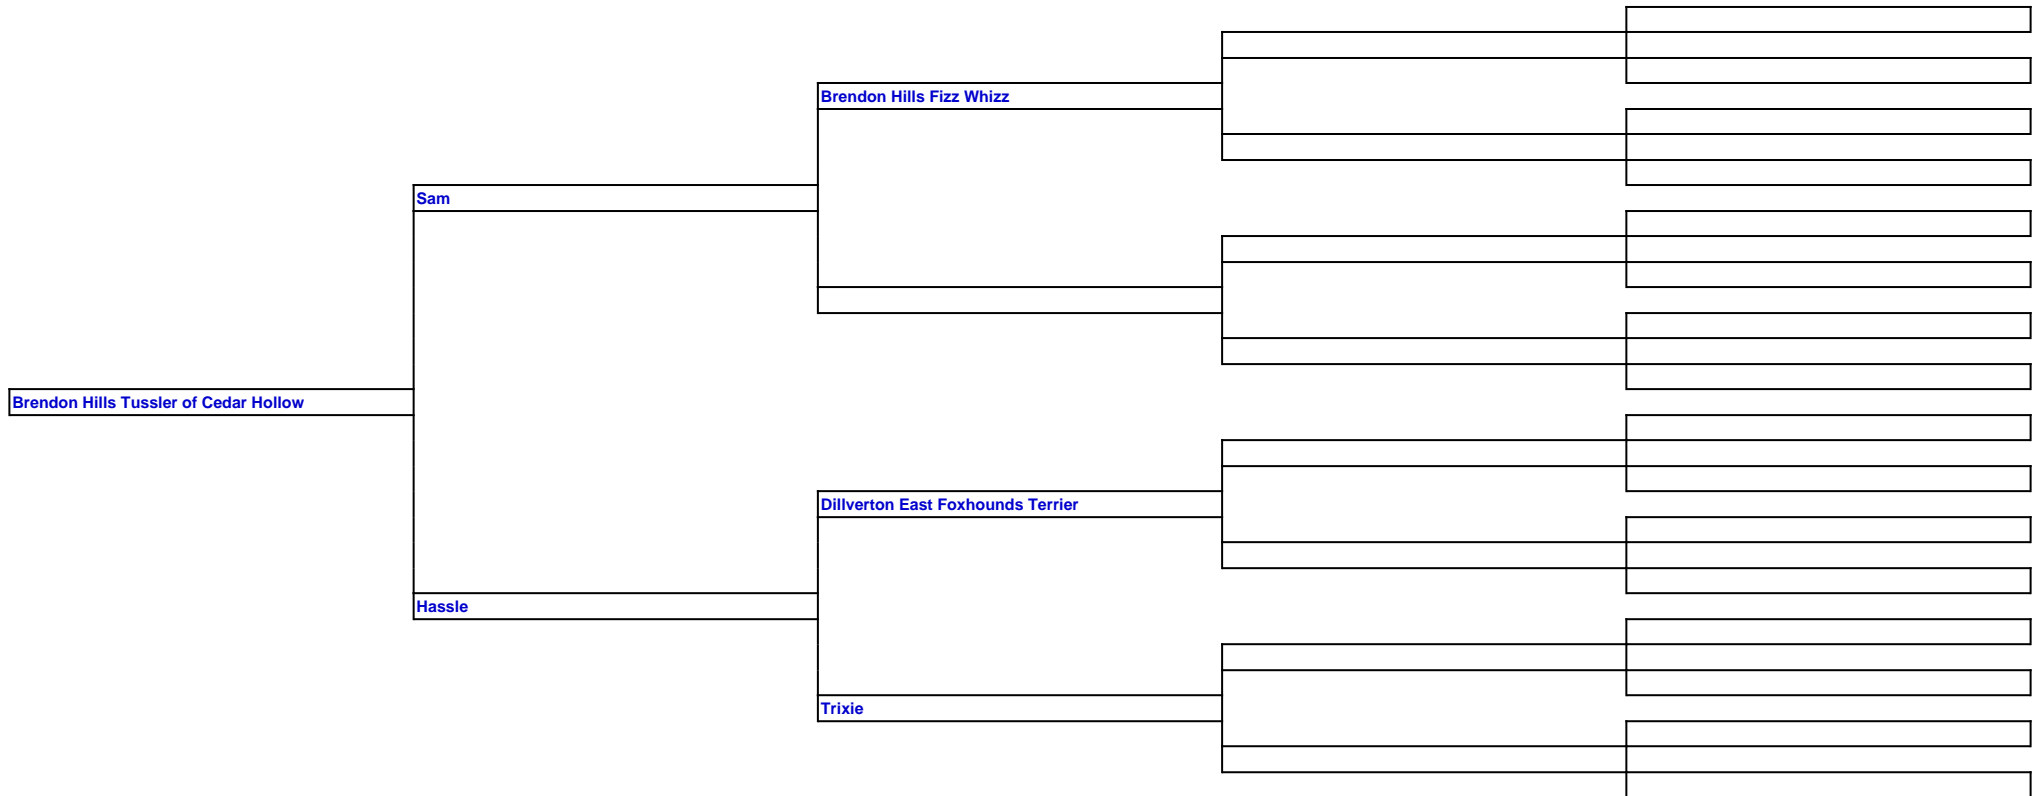 Brendon Hills Fizz Whizz
Sam
Brendon Hills Tussler of Cedar Hollow
Dillverton East Foxhounds Terrier
Hassle
Trixie